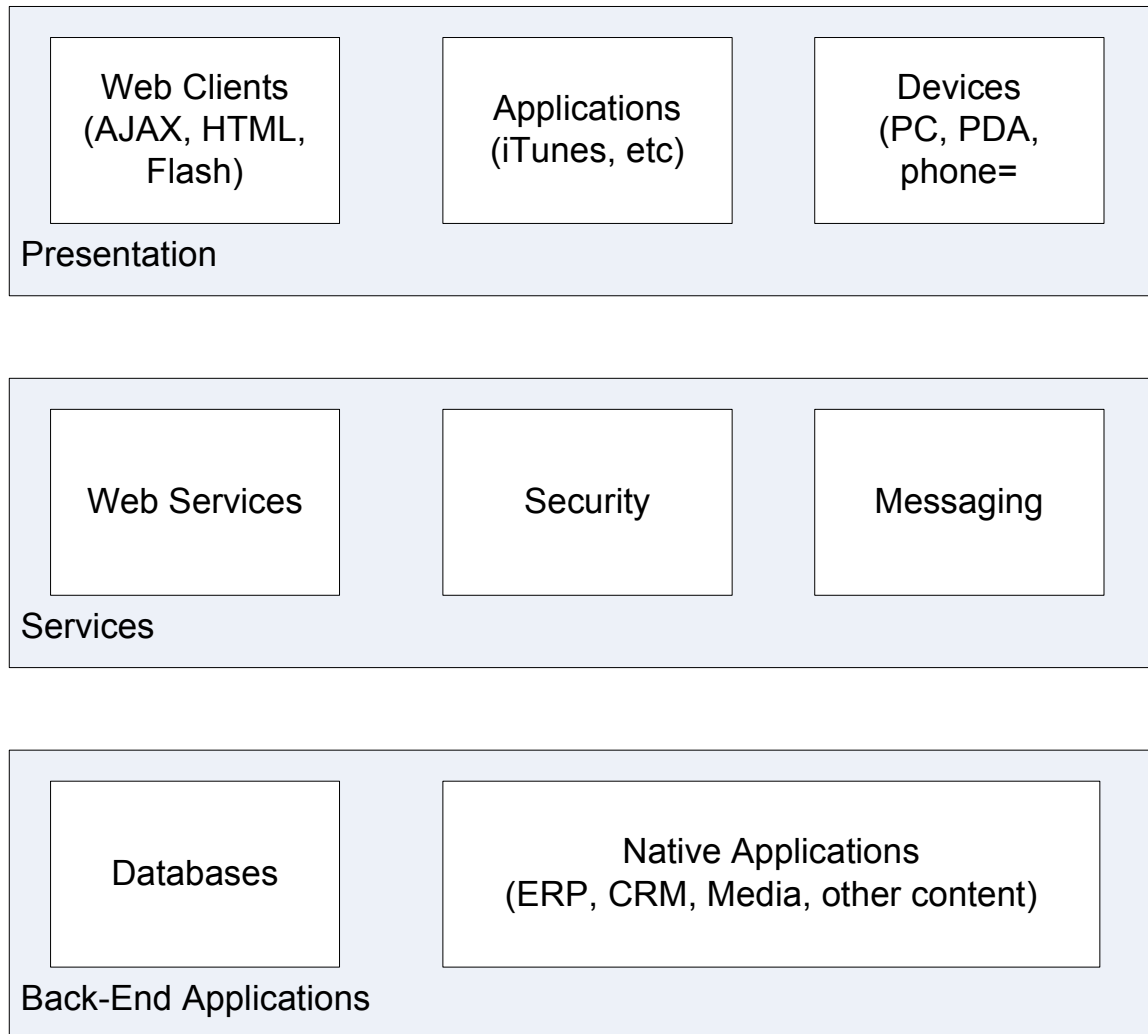 Web Clients
(AJAX, HTML,
Flash)
Applications
(iTunes, etc)
Devices
(PC, PDA,
phone=
Presentation
Web Services
Security
Messaging
Services
Databases
Native Applications
(ERP, CRM, Media, other content)
Back-End Applications